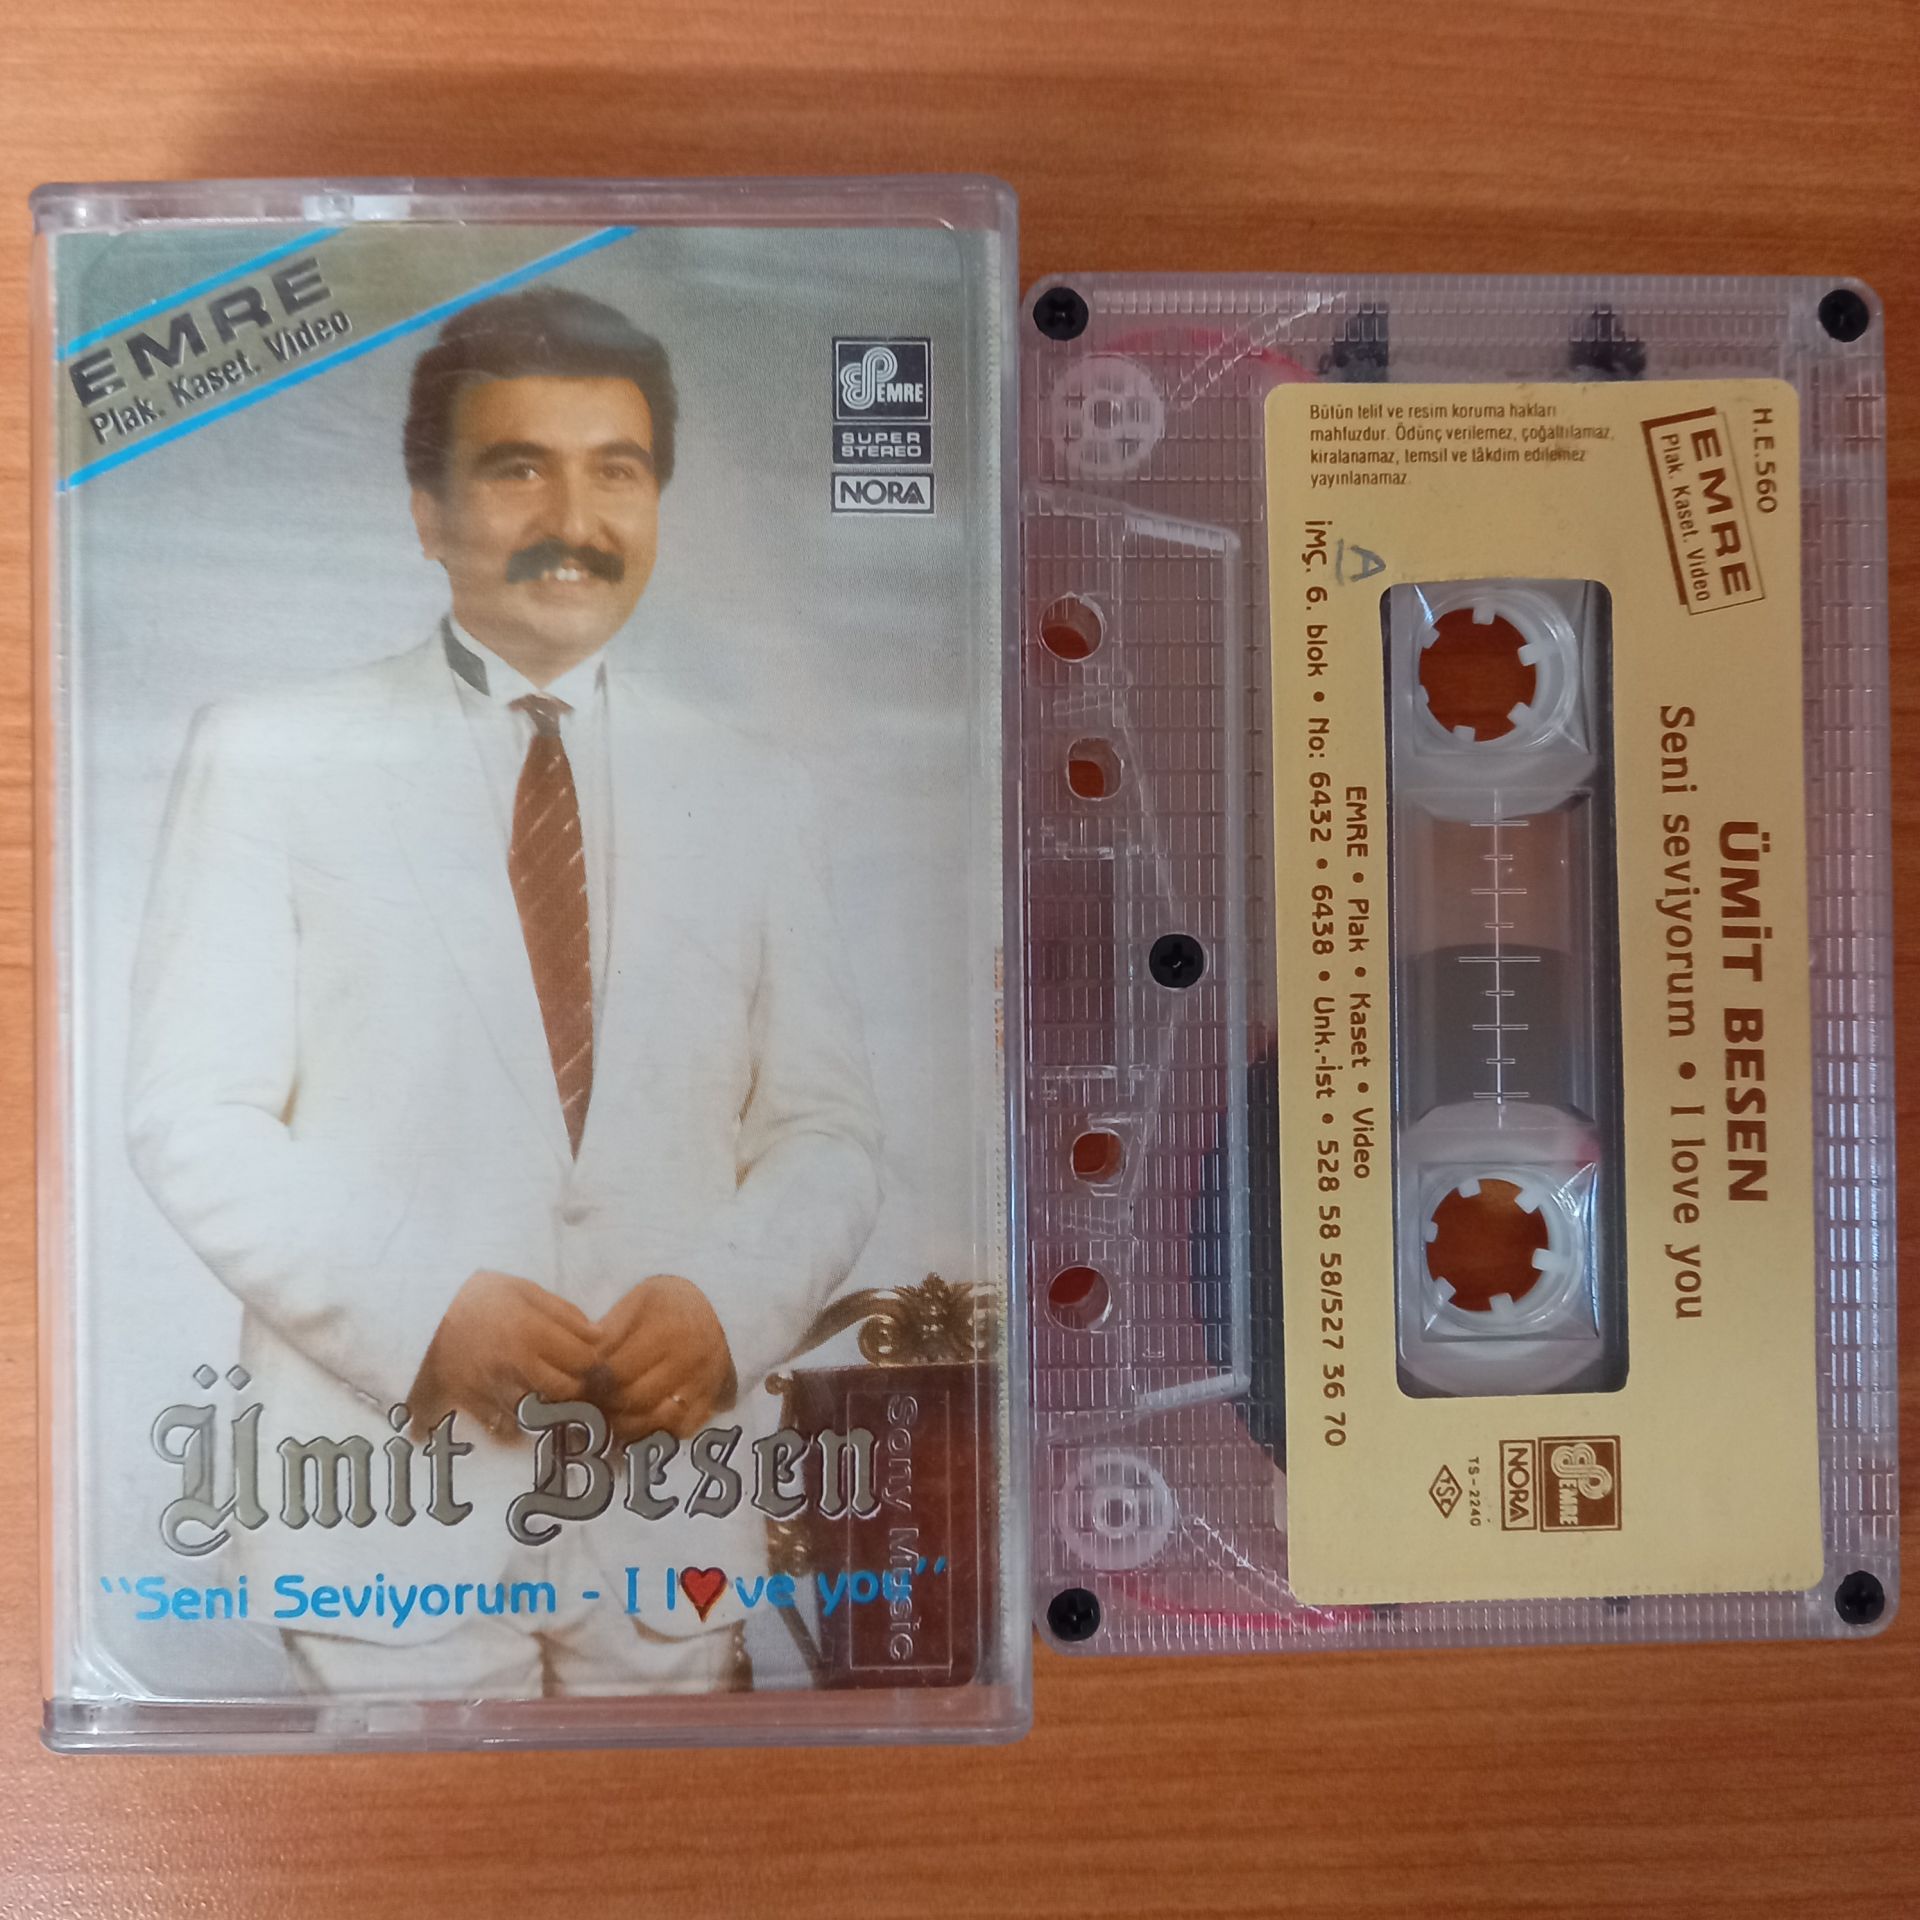 EMRE
Plak. Kaset. Video
EMRE
SUPER
STEREO
NORA
Ümit Besen
"Seni Seviyorum - I l♥ve you"
Sony Music
H.E.560
EMRE
Plak. Kaset. Video
Bütün telif ve resim koruma hakları
mahfuzdur. Ödünç verilemez, çoğaltılamaz,
kiralanamaz, temsil ve tâkdim edilemez
yayınlanamaz.
ÜMİT BESEN
Seni seviyorum • I love you
A
EMRE • Plak • Kaset • Video
İMÇ. 6. blok • No: 6432 • 6438 • Unk.-İst • 528 58 58/527 36 70
EMRE
NORA
TS-2240
TSE